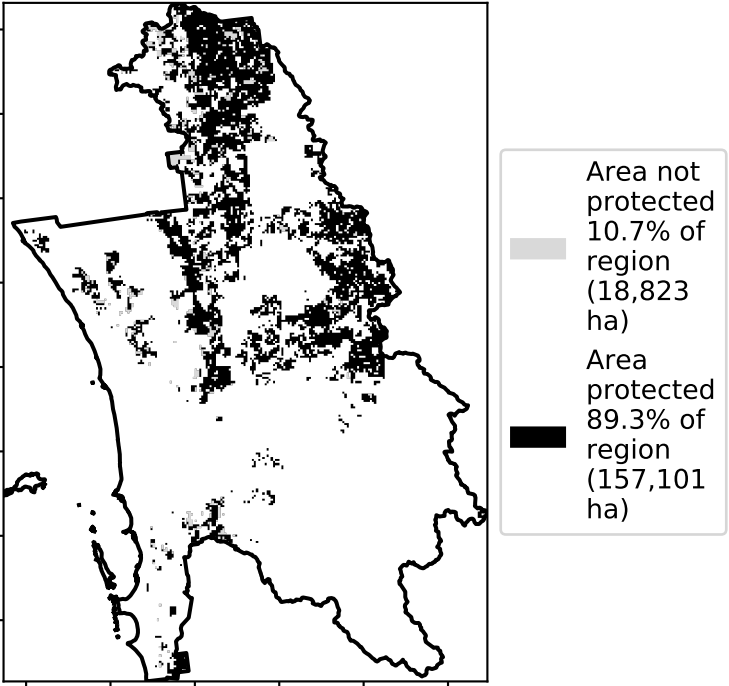 Area not
protected
10.7% of
region
(18,823
ha)
Area
protected
89.3% of
region
(157,101
ha)